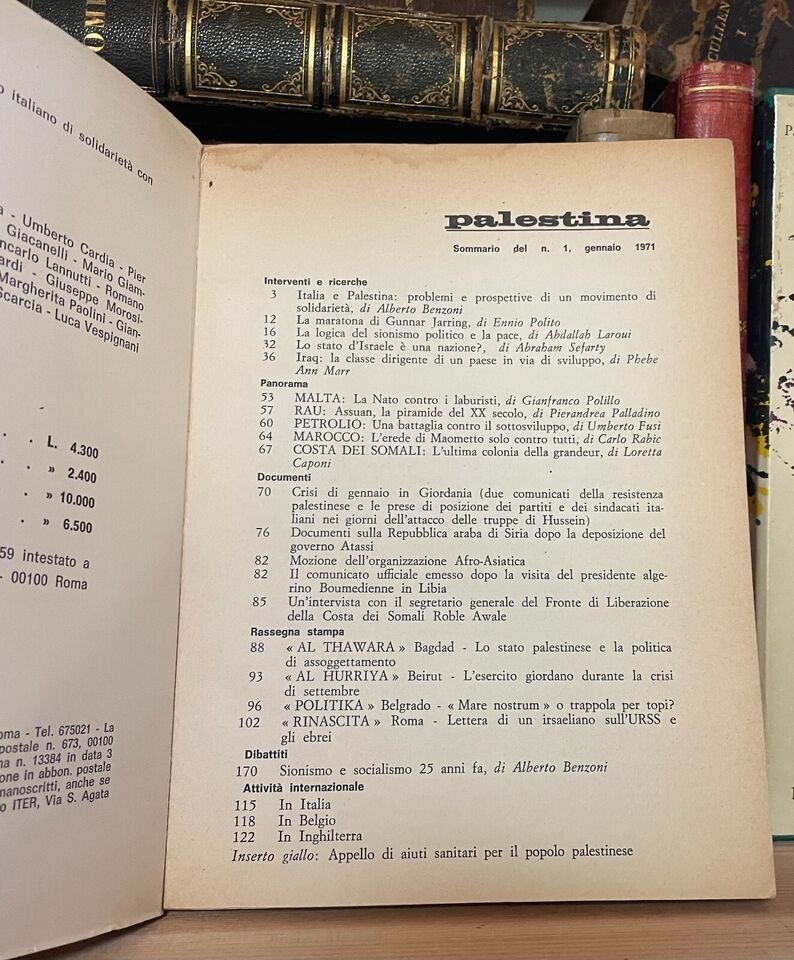 OME
CULLEN
I
P
o italiano di solidarietà con
a - Umberto Cardia - Pier
Giacanelli - Mario Giam-
ncarlo Lannutti - Romano
ardi - Giuseppe Morosi-
Margherita Paolini - Gian-
Scarcia - Luca Vespignani
. . L. 4.300
. . » 2.400
. . » 10.000
. . » 6.500
59 intestato a
- 00100 Roma
oma - Tel. 675021 - La
postale n. 673, 00100
na n. 13384 in data 3
one in abbon. postale
manoscritti, anche se
o ITER, Via S. Agata
palestina
Sommario del n. 1, gennaio 1971
Interventi e ricerche
3 Italia e Palestina: problemi e prospettive di un movimento di
solidarietà, di Alberto Benzoni
12 La maratona di Gunnar Jarring, di Ennio Polito
16 La logica del sionismo politico e la pace, di Abdallah Laroui
32 Lo stato d'Israele è una nazione?, di Abraham Sefarty
36 Iraq: la classe dirigente di un paese in via di sviluppo, di Phebe
Ann Marr
Panorama
53 MALTA: La Nato contro i laburisti, di Gianfranco Polillo
57 RAU: Assuan, la piramide del XX secolo, di Pierandrea Palladino
60 PETROLIO: Una battaglia contro il sottosviluppo, di Umberto Fusi
64 MAROCCO: L'erede di Maometto solo contro tutti, di Carlo Rabic
67 COSTA DEI SOMALI: L'ultima colonia della grandeur, di Loretta
Caponi
Documenti
70 Crisi di gennaio in Giordania (due comunicati della resistenza
palestinese e le prese di posizione dei partiti e dei sindacati ita-
liani nei giorni dell'attacco delle truppe di Hussein)
76 Documenti sulla Repubblica araba di Siria dopo la deposizione del
governo Atassi
82 Mozione dell'organizzazione Afro-Asiatica
82 Il comunicato ufficiale emesso dopo la visita del presidente alge-
rino Boumedienne in Libia
85 Un'intervista con il segretario generale del Fronte di Liberazione
della Costa dei Somali Roble Awale
Rassegna stampa
88 « AL THAWARA » Bagdad - Lo stato palestinese e la politica
di assoggettamento
93 « AL HURRIYA » Beirut - L'esercito giordano durante la crisi
di settembre
96 « POLITIKA » Belgrado - « Mare nostrum » o trappola per topi?
102 « RINASCITA » Roma - Lettera di un irsaeliano sull'URSS e
gli ebrei
Dibattiti
170 Sionismo e socialismo 25 anni fa, di Alberto Benzoni
Attività internazionale
115 In Italia
118 In Belgio
122 In Inghilterra
Inserto giallo: Appello di aiuti sanitari per il popolo palestinese